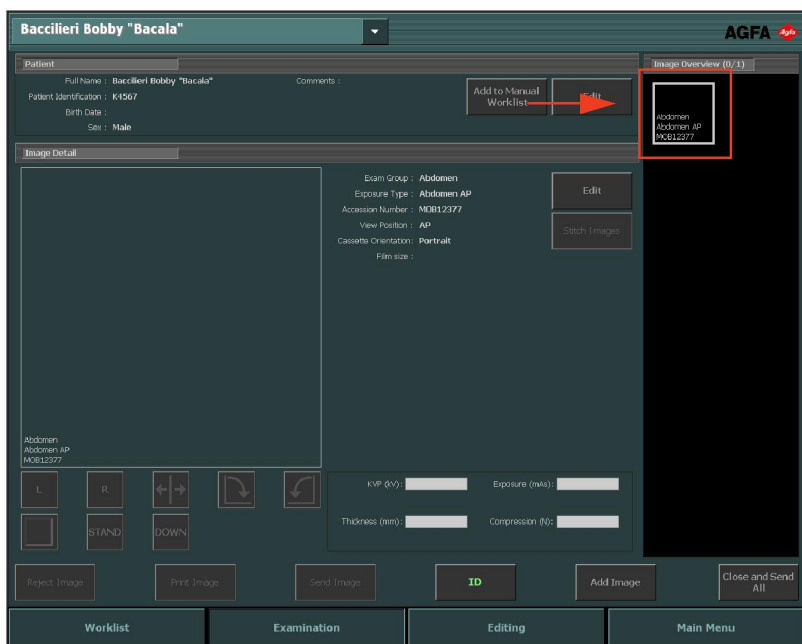 Baccilieri Bobby "Bacala"
AGFA
Agfa
Patient
Full Name : Baccilieri Bobby "Bacala"
Comments :
Patient Identification : K4567
Birth Date :
Sex : Male
Add to Manual
Worklist
Edit
Image Overview (0/1)
Abdomen
Abdomen AP
MOB12377
Image Detail
Exam Group : Abdomen
Exposure Type : Abdomen AP
Accession Number : MOB12377
View Position : AP
Cassette Orientation: Portrait
Film size :
Edit
Stitch Images
Abdomen
Abdomen AP
MOB12377
L
R
STAND
DOWN
KVP (kV):
Exposure (mAs):
Thickness (mm):
Compression (N):
Reject Image
Print Image
Send Image
ID
Add Image
Close and Send
All
Worklist
Examination
Editing
Main Menu